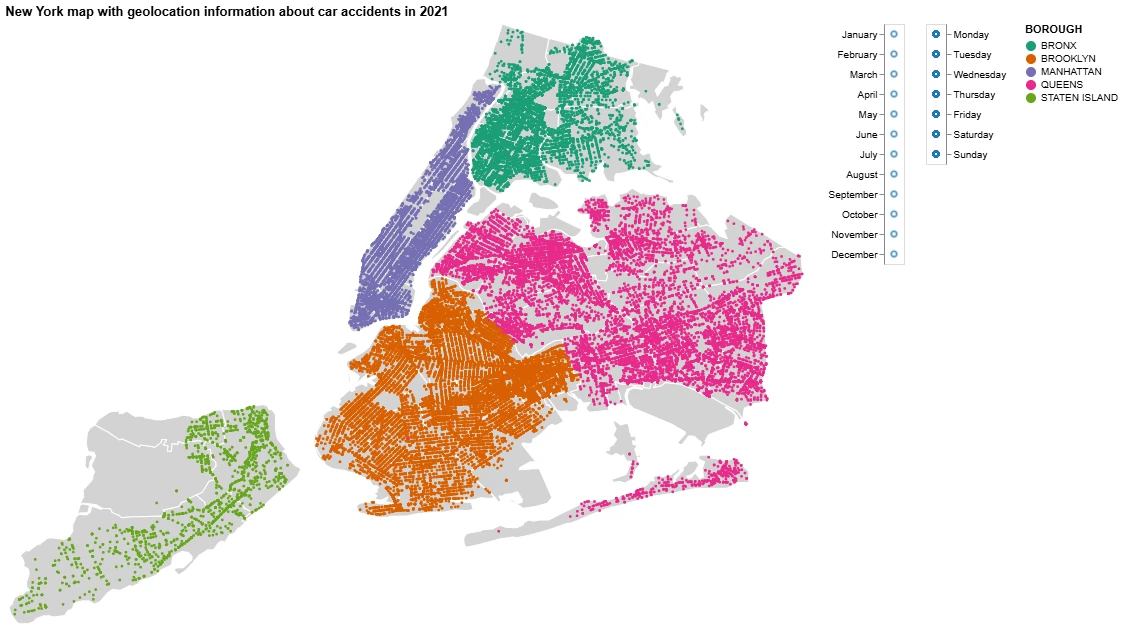 New York map with geolocation information about car accidents in 2021
January
February
March
April
May
June
July
August
September
October
November
December
Monday
Tuesday
Wednesday
Thursday
Friday
Saturday
Sunday
BOROUGH
BRONX
BROOKLYN
MANHATTAN
QUEENS
STATEN ISLAND